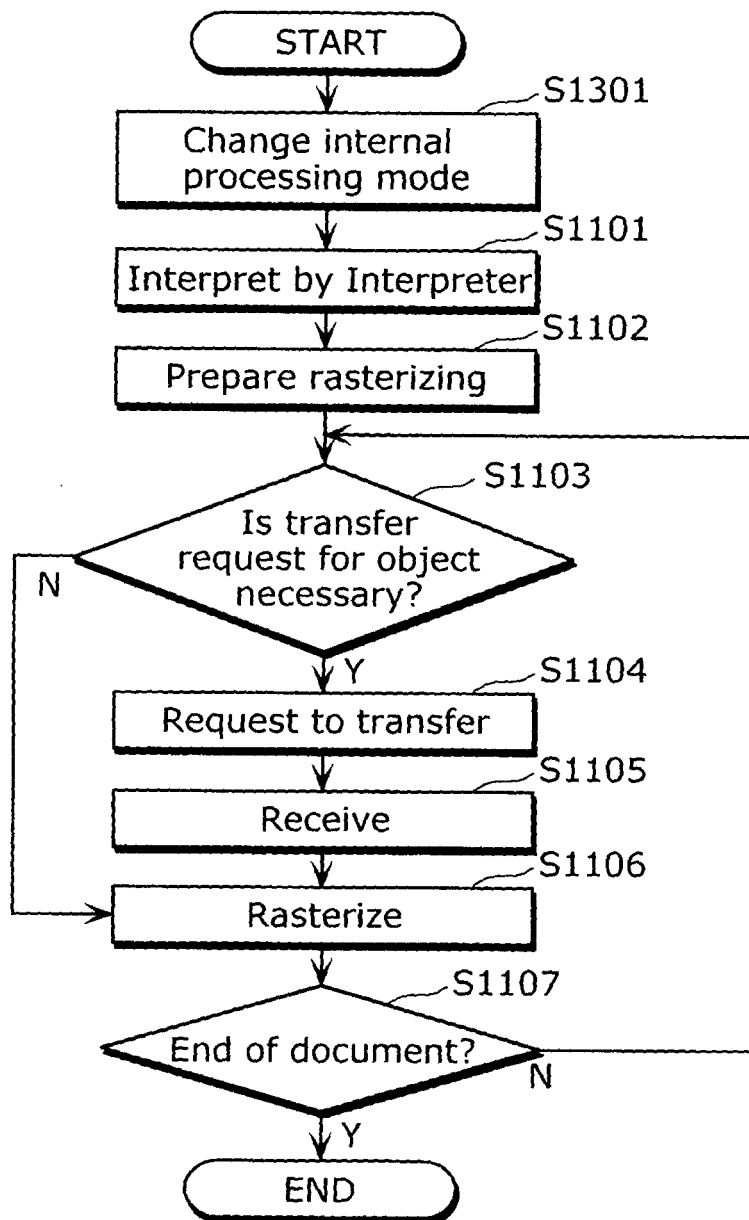 START
S1301
Change internal
processing mode
S1101
Interpret by Interpreter
S1102
Prepare rasterizing
S1103
Is transfer
request for object
necessary?
N
Y
S1104
Request to transfer
S1105
Receive
S1106
Rasterize
S1107
End of document?
N
Y
END